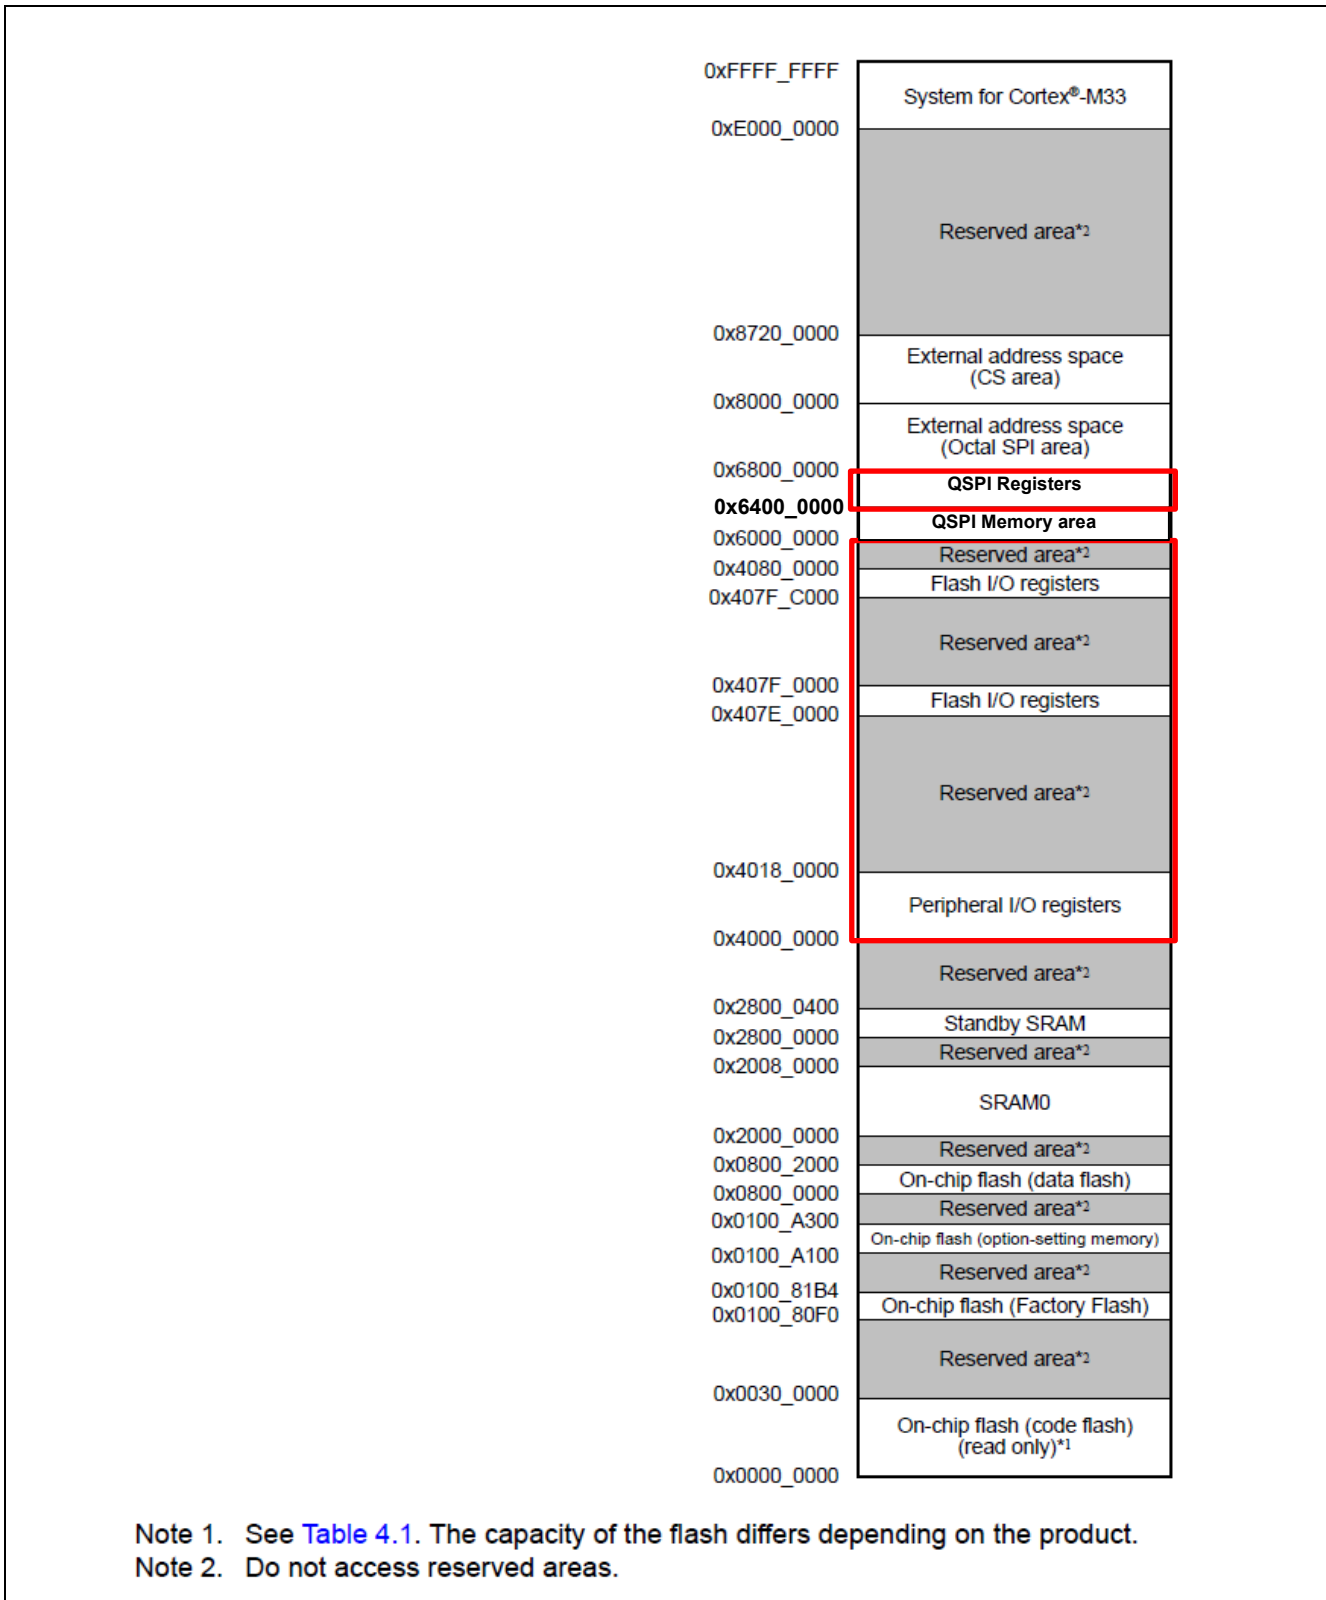 0xFFFF_FFFF
System for Cortex®-M33
0xE000_0000
Reserved area*2
0x8720_0000
External address space
(CS area)
0x8000_0000
External address space
(Octal SPI area)
0x6800_0000
QSPI Registers
0x6400_0000
QSPI Memory area
0x6000_0000
Reserved area*2
0x4080_0000
Flash I/O registers
0x407F_C000
Reserved area*2
0x407F_0000
Flash I/O registers
0x407E_0000
Reserved area*2
0x4018_0000
Peripheral I/O registers
0x4000_0000
Reserved area*2
0x2800_0400
Standby SRAM
0x2800_0000
Reserved area*2
0x2008_0000
SRAM0
0x2000_0000
Reserved area*2
0x0800_2000
On-chip flash (data flash)
0x0800_0000
Reserved area*2
0x0100_A300
On-chip flash (option-setting memory)
0x0100_A100
Reserved area*2
0x0100_81B4
On-chip flash (Factory Flash)
0x0100_80F0
Reserved area*2
0x0030_0000
On-chip flash (code flash)
(read only)*1
0x0000_0000
Note 1. See Table 4.1. The capacity of the flash differs depending on the product.
Note 2. Do not access reserved areas.